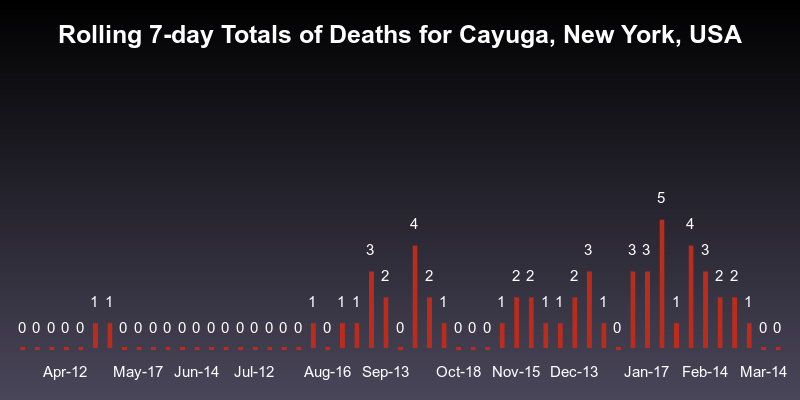 Rolling 7-day Totals of Deaths for Cayuga, New York, USA
5
4 4
3 3 3 3 3
2 2 2 2 2 2 2
1 1 1 1 1 1 1 1 1 1 1 1
0 0 0 0 0 0 0 0 0 0 0 0 0 0 0 0 0 0 0 0 0 0 0 0 0 0
Apr-12 May-17 Jun-14 Jul-12 Aug-16 Sep-13 Oct-18 Nov-15 Dec-13 Jan-17 Feb-14 Mar-14